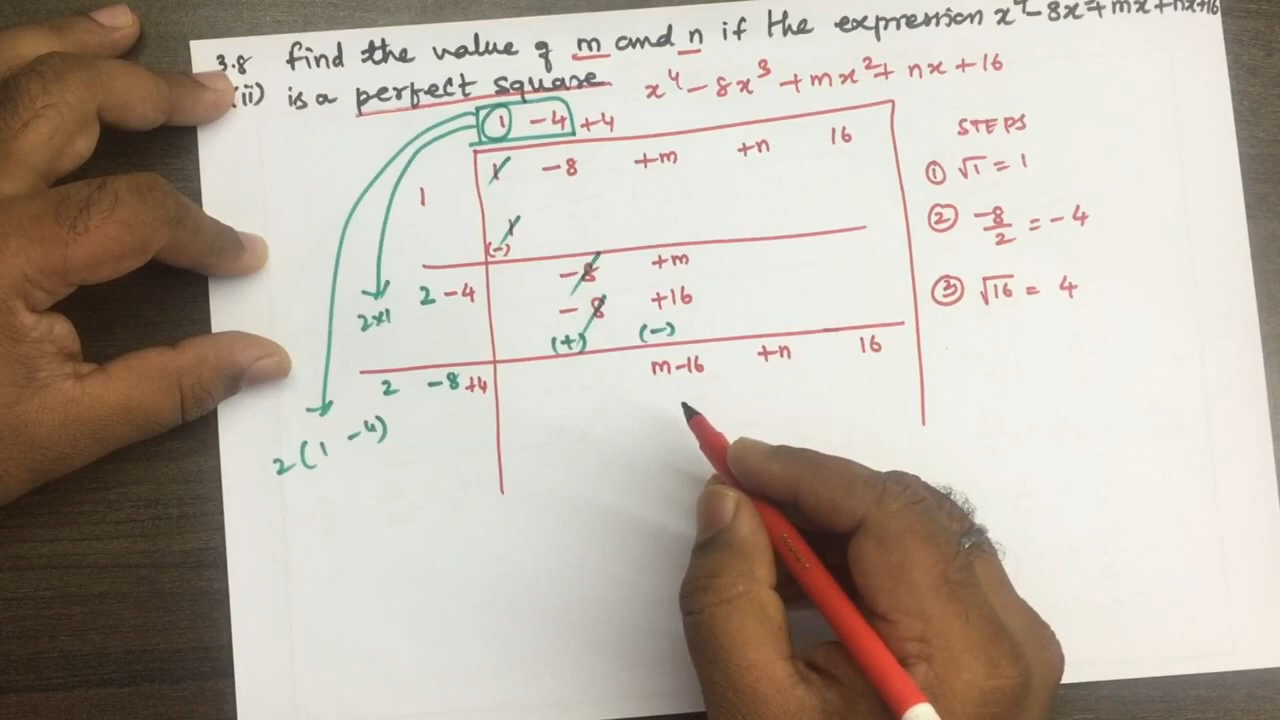 3.8 find the value of m and n if the expression x⁴-8x³+mx²+nx+16
(ii) is a perfect square x⁴-8x³+mx²+nx+16
1 -4 +4
1 1 -8 +m +n 16
1
(-)
-8 +m
2 -4 -8 +16
2×1 (+) (-)
m-16 +n 16
2 -8 +4
2(1 -4)
STEPS
① √1 = 1
② -8/2 = -4
③ √16 = 4